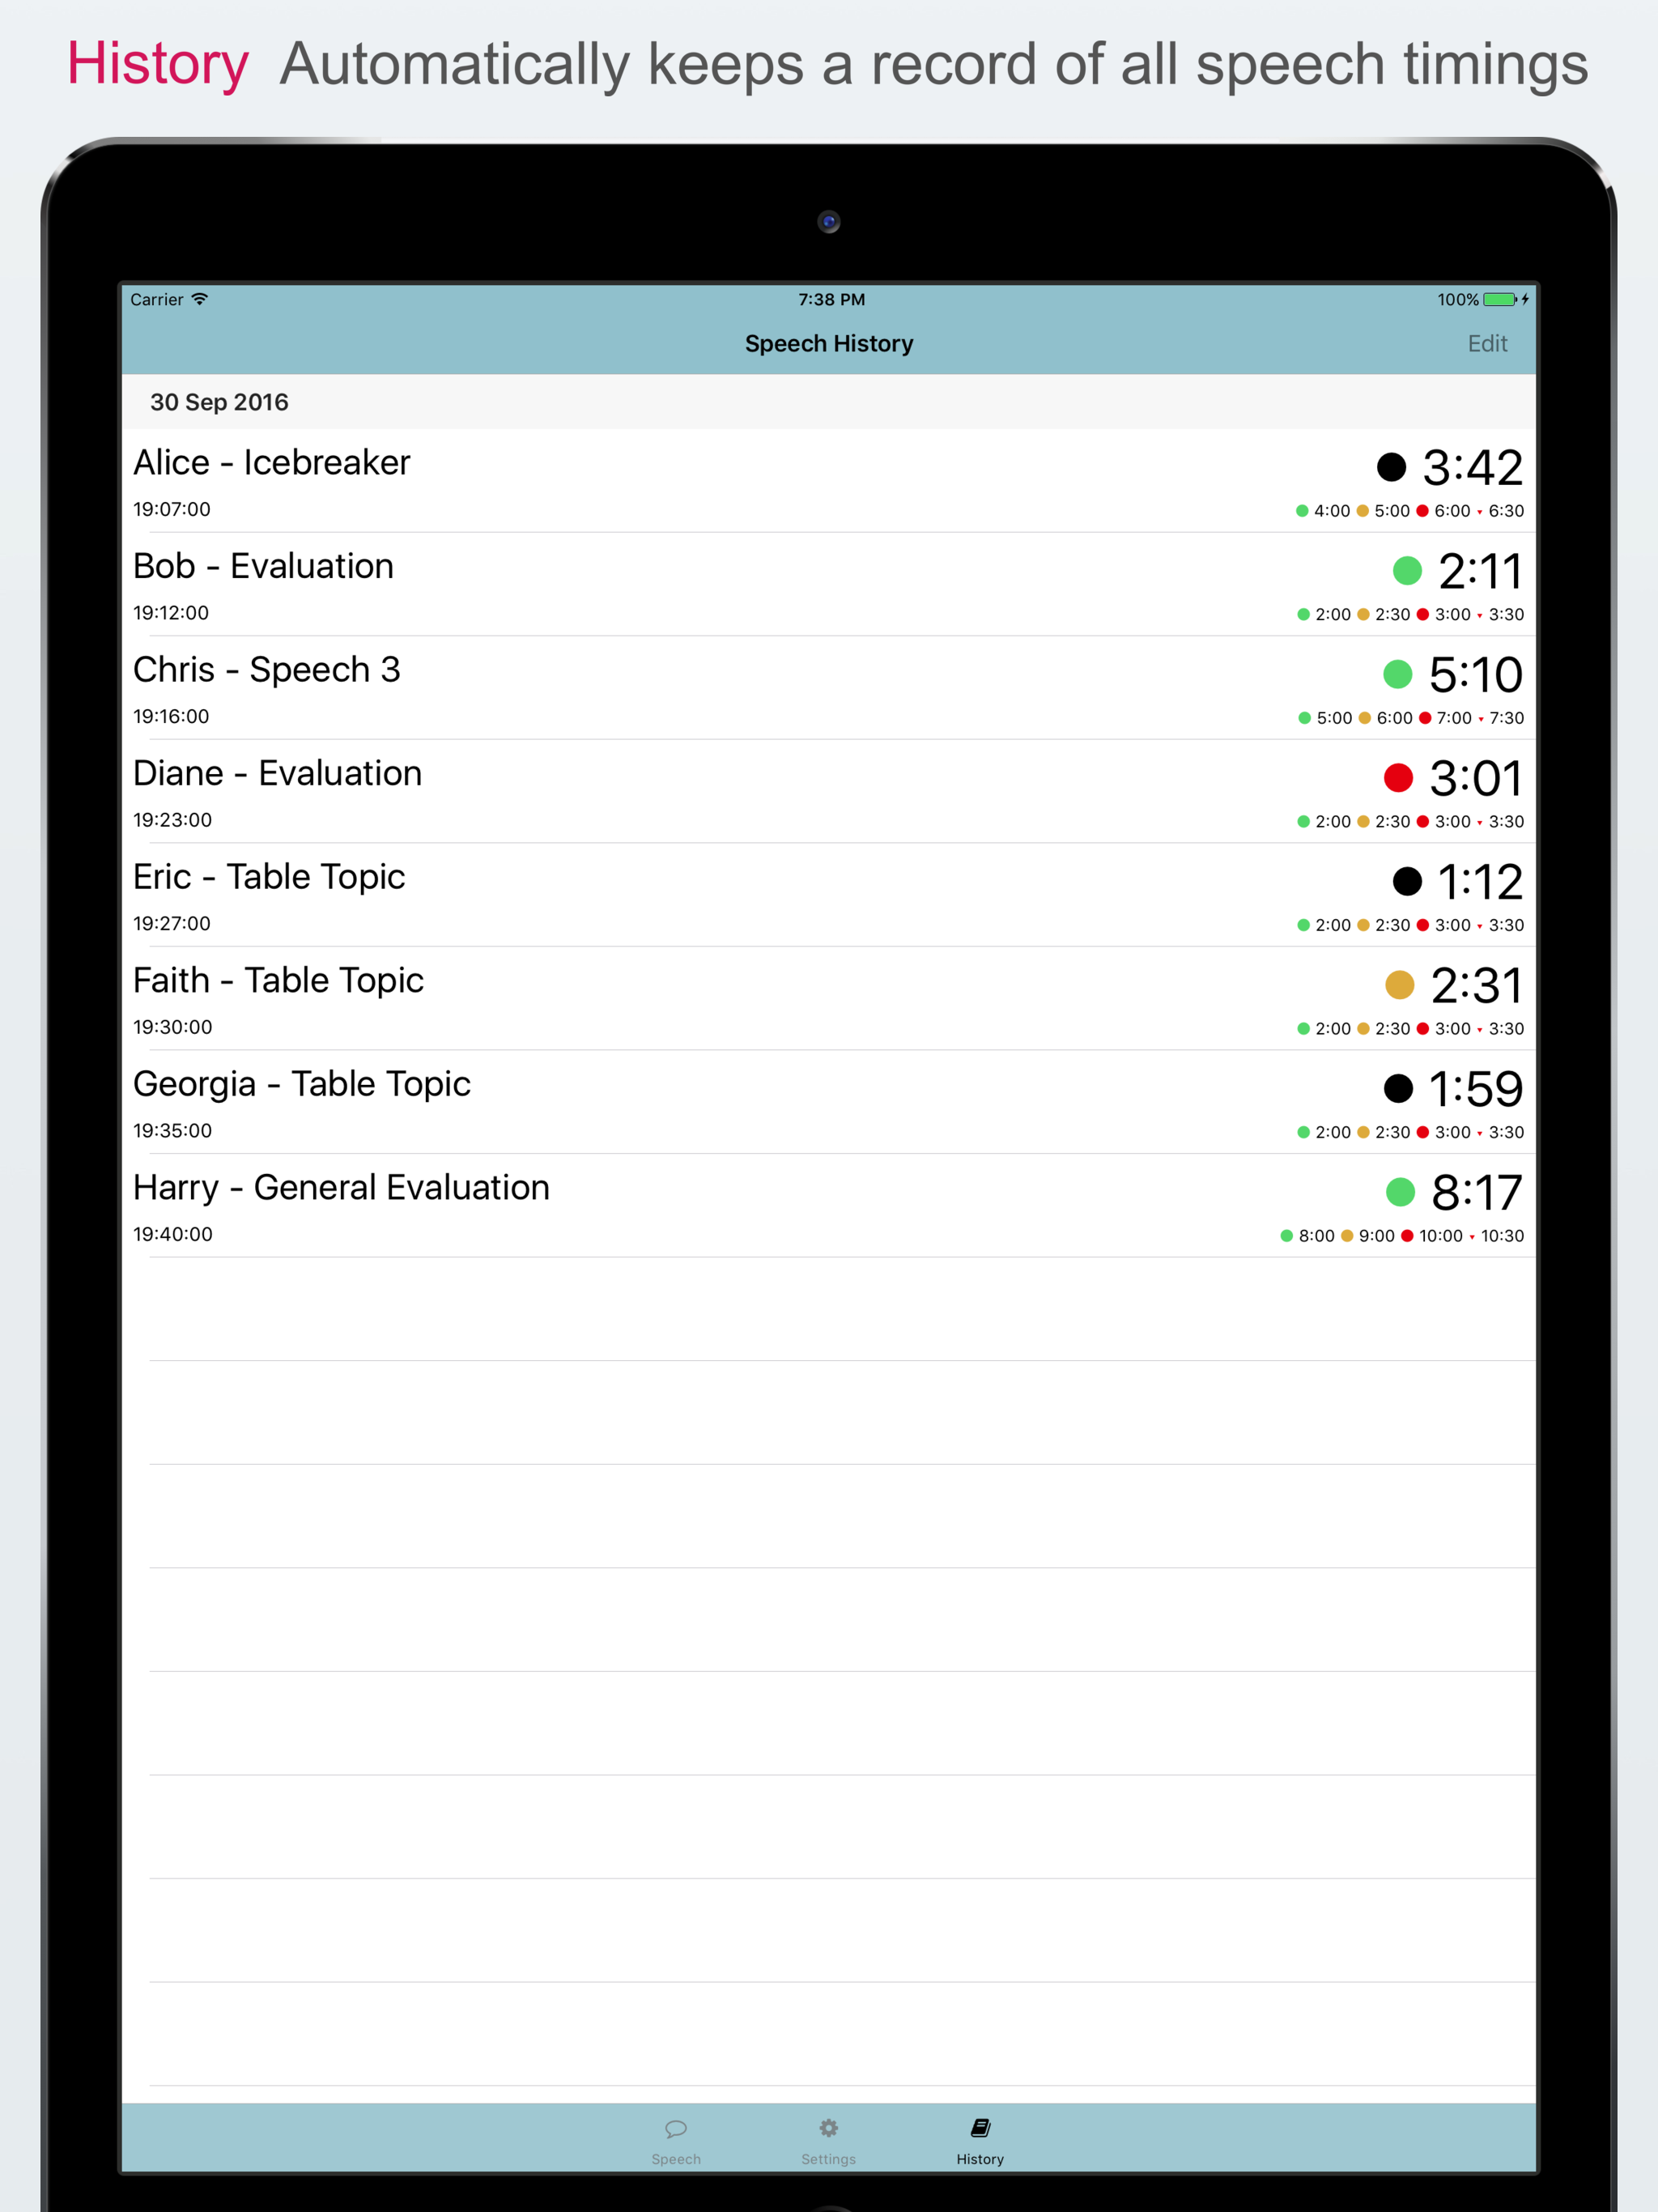 History Automatically keeps a record of all speech timings
Carrier 7:38 PM 100%
Speech History Edit
30 Sep 2016
Alice - Icebreaker 3:42
19:07:00 4:00 5:00 6:00 6:30
Bob - Evaluation 2:11
19:12:00 2:00 2:30 3:00 3:30
Chris - Speech 3 5:10
19:16:00 5:00 6:00 7:00 7:30
Diane - Evaluation 3:01
19:23:00 2:00 2:30 3:00 3:30
Eric - Table Topic 1:12
19:27:00 2:00 2:30 3:00 3:30
Faith - Table Topic 2:31
19:30:00 2:00 2:30 3:00 3:30
Georgia - Table Topic 1:59
19:35:00 2:00 2:30 3:00 3:30
Harry - General Evaluation 8:17
19:40:00 8:00 9:00 10:00 10:30
Speech Settings History